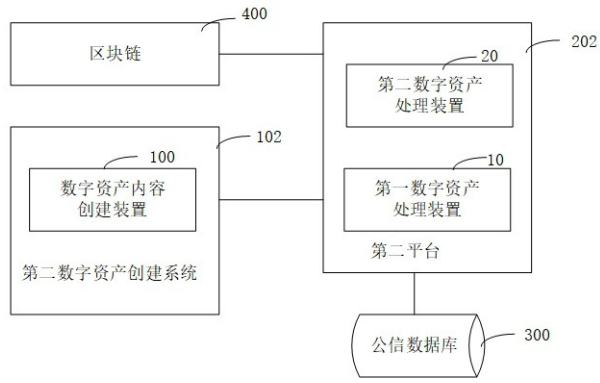 400
区块链
202
20
第二数字资产
处理装置
102
100
数字资产内容
创建装置
10
第一数字资产
处理装置
第二平台
第二数字资产创建系统
公信数据库
300